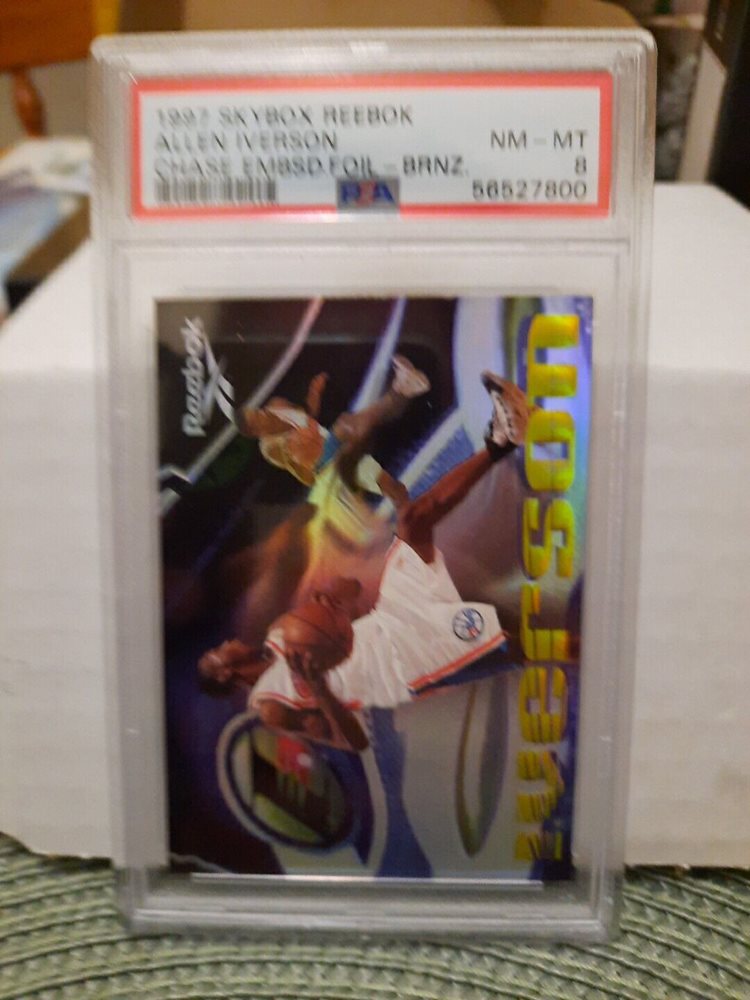 1997 SKYBOX REEBOK
ALLEN IVERSON NM - MT
CHASE EMBSD.FOIL - BRNZ. 8
PSA 56527800
Reebok
Iverson